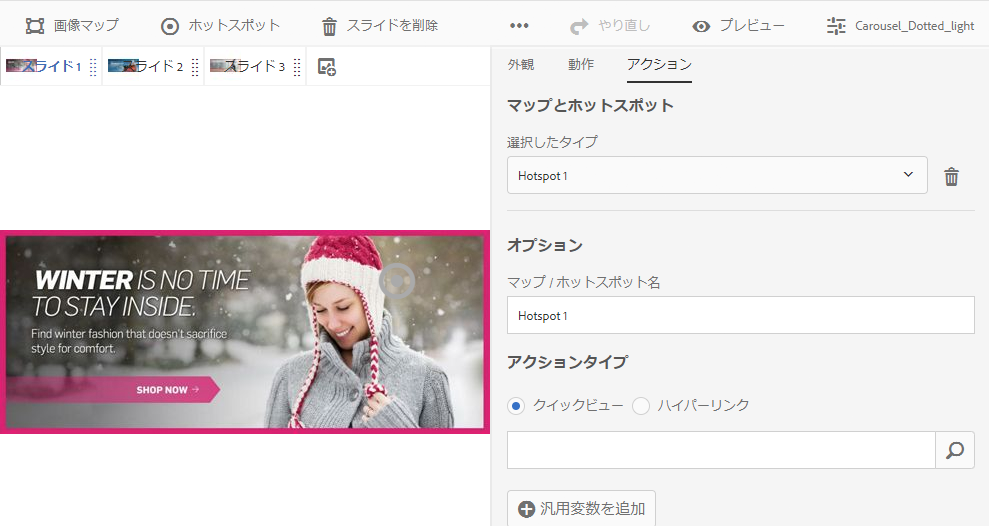 画像マップ ホットスポット スライドを削除 ••• やり直し プレビュー Carousel_Dotted_light
スライド 1 スライド 2 スライド 3
外観 動作 アクション
マップとホットスポット
選択したタイプ
Hotspot 1
オプション
マップ / ホットスポット名
Hotspot 1
アクションタイプ
クイックビュー ハイパーリンク
汎用変数を追加
WINTER IS NO TIME
TO STAY INSIDE.
Find winter fashion that doesn't sacrifice
style for comfort.
SHOP NOW →